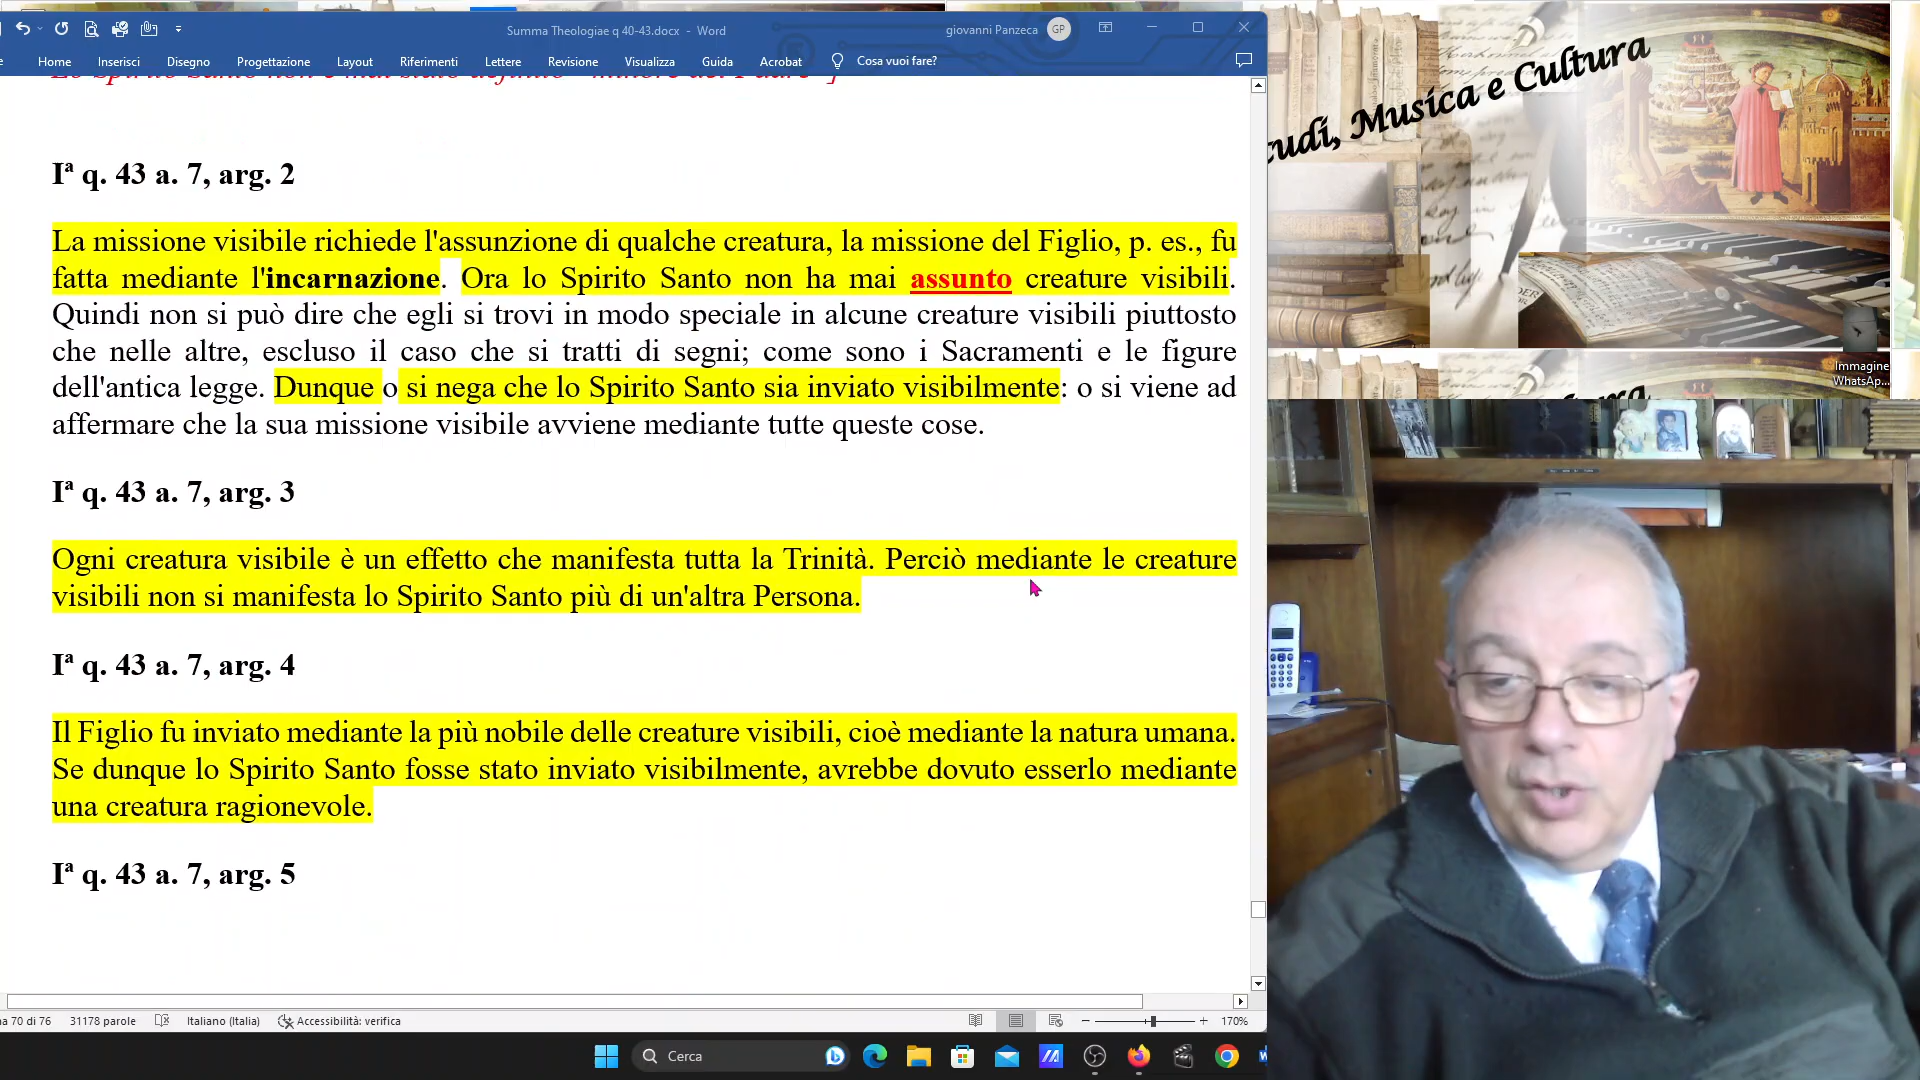 Summa Theologiae q 40-43.docx - Word
giovanni Panzeca
GP
Home Inserisci Disegno Progettazione Layout Riferimenti Lettere Revisione Visualizza Guida Acrobat Cosa vuoi fare?
Iª q. 43 a. 7, arg. 2
La missione visibile richiede l'assunzione di qualche creatura, la missione del Figlio, p. es., fu
fatta mediante l'incarnazione. Ora lo Spirito Santo non ha mai assunto creature visibili.
Quindi non si può dire che egli si trovi in modo speciale in alcune creature visibili piuttosto
che nelle altre, escluso il caso che si tratti di segni; come sono i Sacramenti e le figure
dell'antica legge. Dunque o si nega che lo Spirito Santo sia inviato visibilmente: o si viene ad
affermare che la sua missione visibile avviene mediante tutte queste cose.
Iª q. 43 a. 7, arg. 3
Ogni creatura visibile è un effetto che manifesta tutta la Trinità. Perciò mediante le creature
visibili non si manifesta lo Spirito Santo più di un'altra Persona.
Iª q. 43 a. 7, arg. 4
Il Figlio fu inviato mediante la più nobile delle creature visibili, cioè mediante la natura umana.
Se dunque lo Spirito Santo fosse stato inviato visibilmente, avrebbe dovuto esserlo mediante
una creatura ragionevole.
Iª q. 43 a. 7, arg. 5
na 70 di 76 31178 parole Italiano (Italia) Accessibilità: verifica 170%
Cerca
tudi, Musica e Cultura
Immagine
WhatsAp...